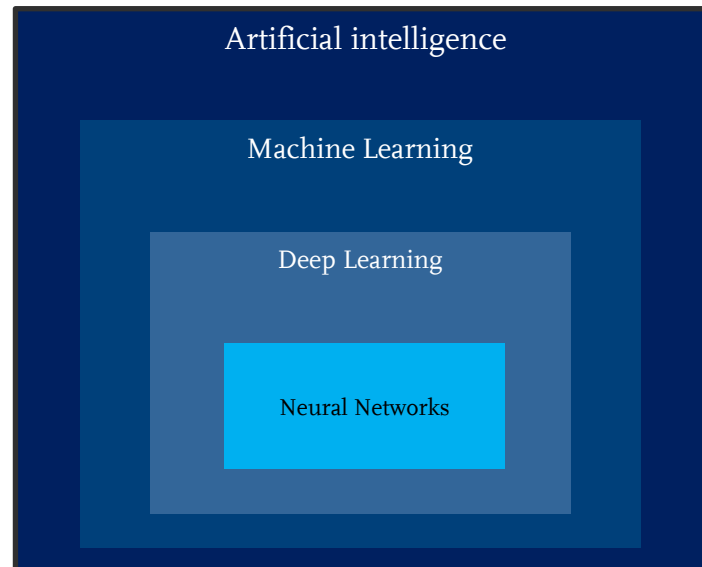 Artificial intelligence
Machine Learning
Deep Learning
Neural Networks